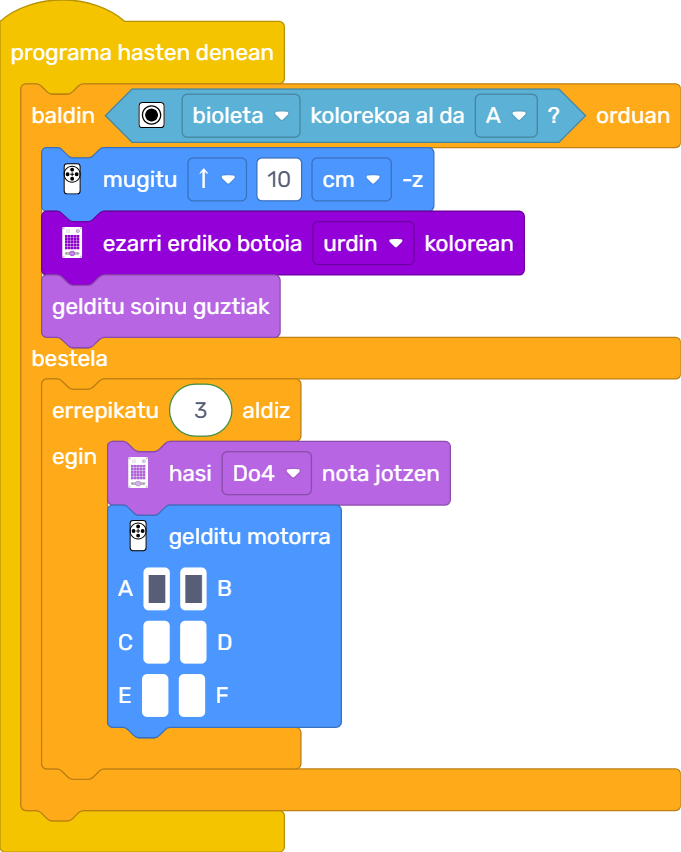 programa hasten denean
baldin bioleta kolorekoa al da A ? orduan
mugitu ↑ 10 cm -z
ezarri erdiko botoia urdin kolorean
gelditu soinu guztiak
bestela
errepikatu 3 aldiz
egin hasi Do4 nota jotzen
gelditu motorra
A B
C D
E F